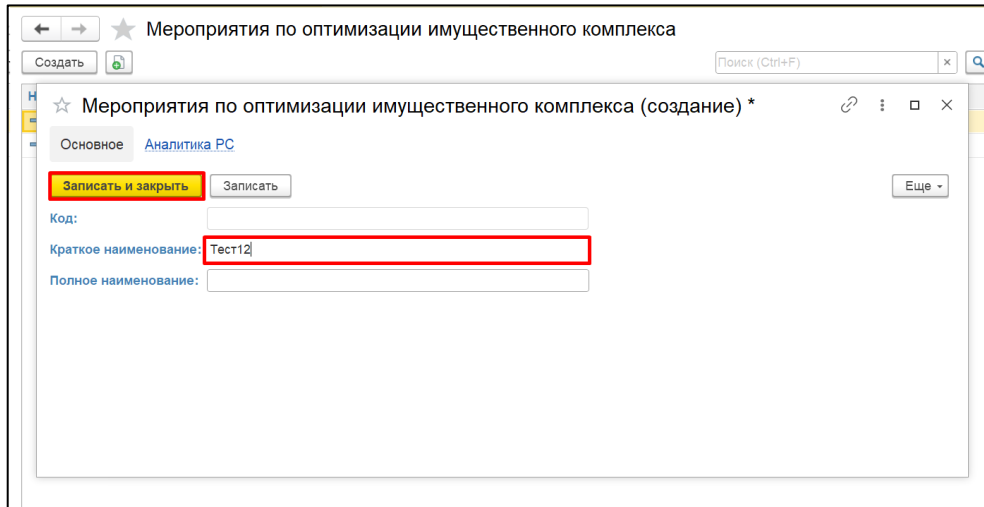 Мероприятия по оптимизации имущественного комплекса
Создать
Поиск (Ctrl+F)
Н
Мероприятия по оптимизации имущественного комплекса (создание) *
Основное Аналитика РС
Записать и закрыть Записать Еще
Код:
Краткое наименование: Тест12
Полное наименование: